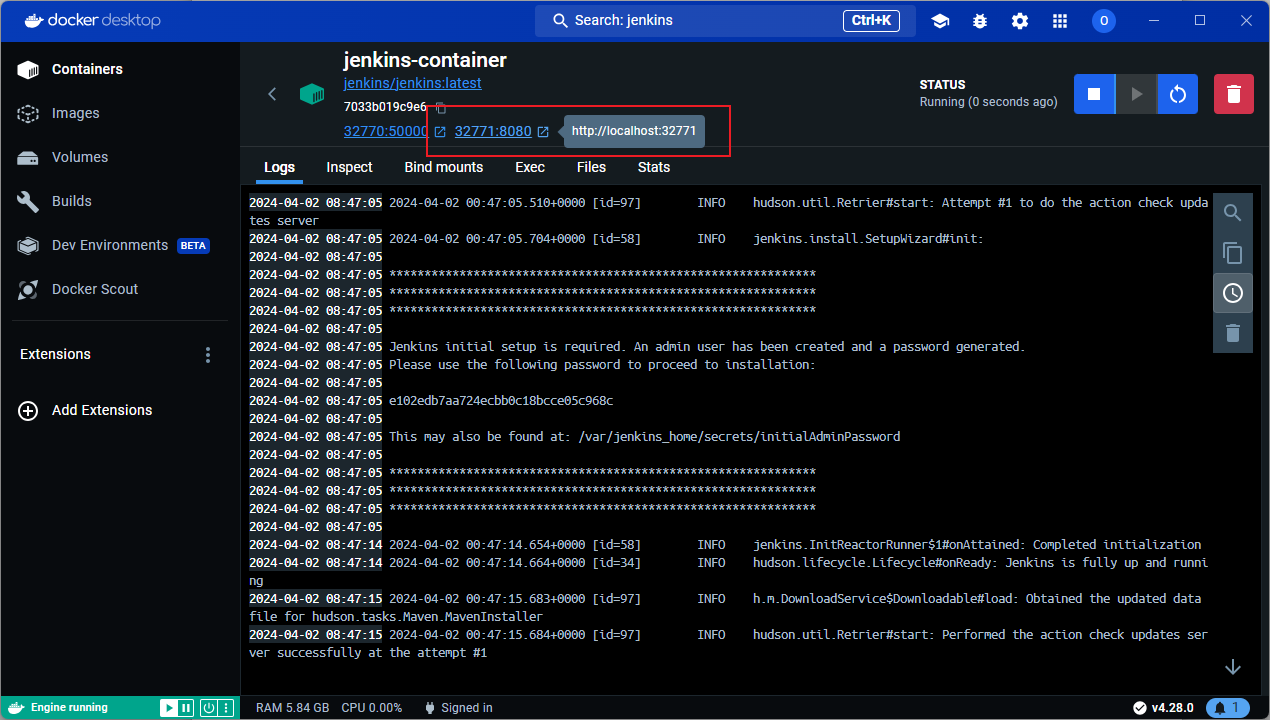 docker desktop
Search: jenkins
Ctrl+K
O
Containers
Images
Volumes
Builds
Dev Environments BETA
Docker Scout
Extensions
Add Extensions
jenkins-container
jenkins/jenkins:latest
7033b019c9e6
32770:50000 32771:8080 http://localhost:32771
STATUS
Running (0 seconds ago)
Logs Inspect Bind mounts Exec Files Stats
2024-04-02 08:47:05 2024-04-02 00:47:05.510+0000 [id=97] INFO hudson.util.Retrier#start: Attempt #1 to do the action check upda
tes server
2024-04-02 08:47:05 2024-04-02 00:47:05.704+0000 [id=58] INFO jenkins.install.SetupWizard#init:
2024-04-02 08:47:05
2024-04-02 08:47:05 *************************************************************
2024-04-02 08:47:05 *************************************************************
2024-04-02 08:47:05 *************************************************************
2024-04-02 08:47:05
2024-04-02 08:47:05 Jenkins initial setup is required. An admin user has been created and a password generated.
2024-04-02 08:47:05 Please use the following password to proceed to installation:
2024-04-02 08:47:05
2024-04-02 08:47:05 e102edb7aa724ecbb0c18bcce05c968c
2024-04-02 08:47:05
2024-04-02 08:47:05 This may also be found at: /var/jenkins_home/secrets/initialAdminPassword
2024-04-02 08:47:05
2024-04-02 08:47:05 *************************************************************
2024-04-02 08:47:05 *************************************************************
2024-04-02 08:47:05 *************************************************************
2024-04-02 08:47:05
2024-04-02 08:47:14 2024-04-02 00:47:14.654+0000 [id=58] INFO jenkins.InitReactorRunner$1#onAttained: Completed initialization
2024-04-02 08:47:14 2024-04-02 00:47:14.664+0000 [id=34] INFO hudson.lifecycle.Lifecycle#onReady: Jenkins is fully up and runni
ng
2024-04-02 08:47:15 2024-04-02 00:47:15.683+0000 [id=97] INFO h.m.DownloadService$Downloadable#load: Obtained the updated data
file for hudson.tasks.Maven.MavenInstaller
2024-04-02 08:47:15 2024-04-02 00:47:15.684+0000 [id=97] INFO hudson.util.Retrier#start: Performed the action check updates ser
ver successfully at the attempt #1
Engine running
RAM 5.84 GB CPU 0.00% Signed in
v4.28.0
1